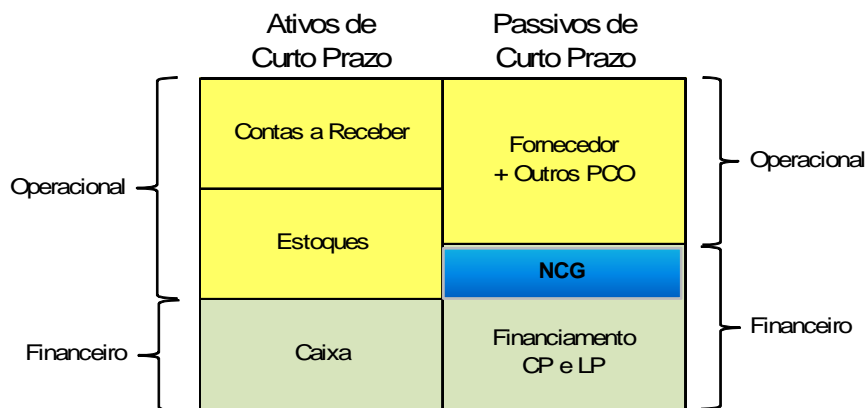 Ativos de
Curto Prazo
Passivos de
Curto Prazo
Operacional
Contas a Receber
Estoques
Fornecedor
+ Outros PCO
Operacional
NCG
Financeiro
Caixa
Financiamento
CP e LP
Financeiro